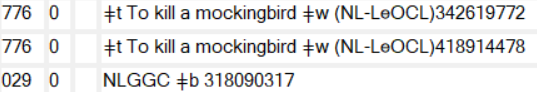 776 0 ǂt To kill a mockingbird ǂw (NL-LeOCL)342619772
776 0 ǂt To kill a mockingbird ǂw (NL-LeOCL)418914478
029 0 NLGGC ǂb 318090317